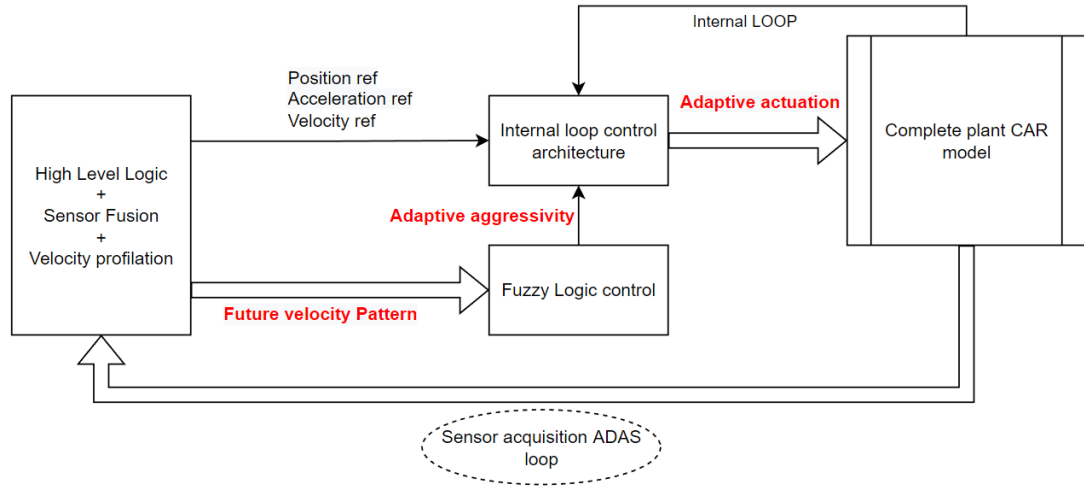 Internal LOOP
Position ref
Acceleration ref
Velocity ref
Adaptive actuation
Internal loop control
architecture
Complete plant CAR
model
High Level Logic
+
Sensor Fusion
+
Velocity profilation
Adaptive aggressivity
Fuzzy Logic control
Future velocity Pattern
Sensor acquisition ADAS
loop